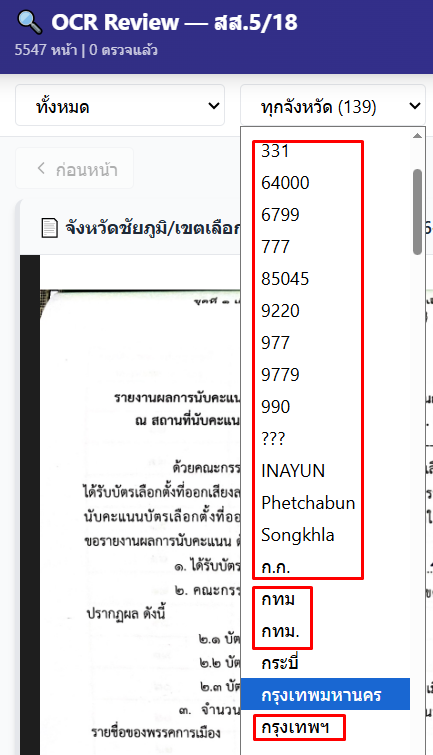 🔍 OCR Review — สส.5/18
5547 หน้า | 0 ตรวจแล้ว
ทั้งหมด
ทุกจังหวัด (139)
ก่อนหน้า
331
64000
6799
777
85045
9220
977
9779
990
???
INAYUN
Phetchabun
Songkhla
ก.ก.
กทม
กทม.
กระบี่
กรุงเทพมหานคร
กรุงเทพฯ
📄 จังหวัดชัยภูมิ/เขตเลือก
รายงานผลการนับคะแน
ณ สถานที่นับคะแน
ด้วยคณะกรร
ได้รับบัตรเลือกตั้งที่ออกเสียงล
นับคะแนนบัตรเลือกตั้งที่ออ
ขอรายงานผลการนับคะแนน
๑. ได้รับบัตร
๒. คณะกรร
ปรากฏผล ดังนี้
๒.๑ บัต
๒.๒ บัต
๒.๓ บัต
๓. จำนวน
รายชื่อของพรรคการเมือง